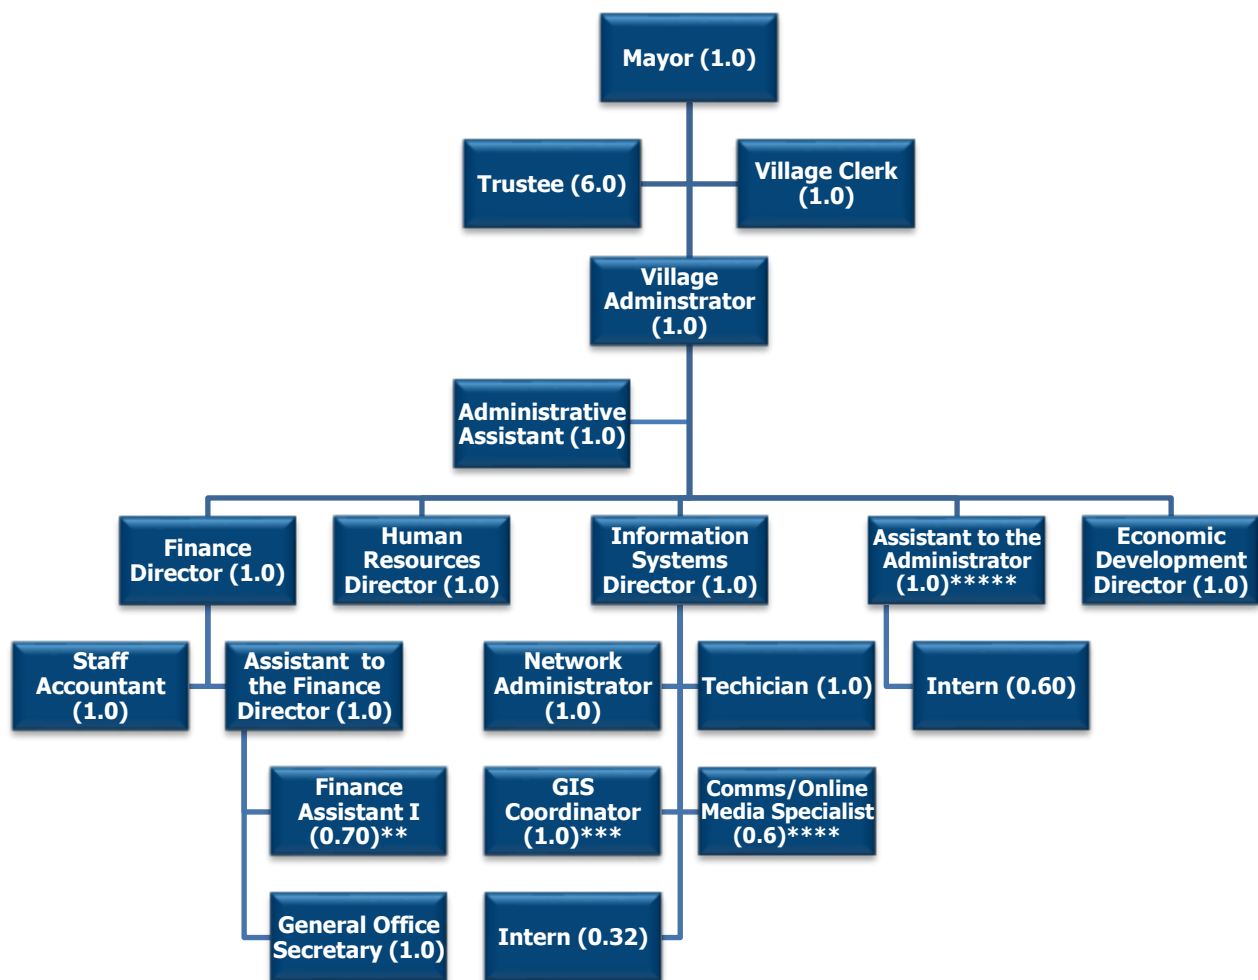 Mayor (1.0)
Trustee (6.0)
Village Clerk
(1.0)
Village
Adminstrator
(1.0)
Administrative
Assistant (1.0)
Finance
Director (1.0)
Human
Resources
Director (1.0)
Information
Systems
Director (1.0)
Assistant to the
Administrator
(1.0)*****
Economic
Development
Director (1.0)
Staff
Accountant
(1.0)
Assistant to
the Finance
Director (1.0)
Network
Administrator
(1.0)
Techician (1.0)
Intern (0.60)
Finance
Assistant I
(0.70)**
GIS
Coordinator
(1.0)***
Comms/Online
Media Specialist
(0.6)****
General Office
Secretary (1.0)
Intern (0.32)